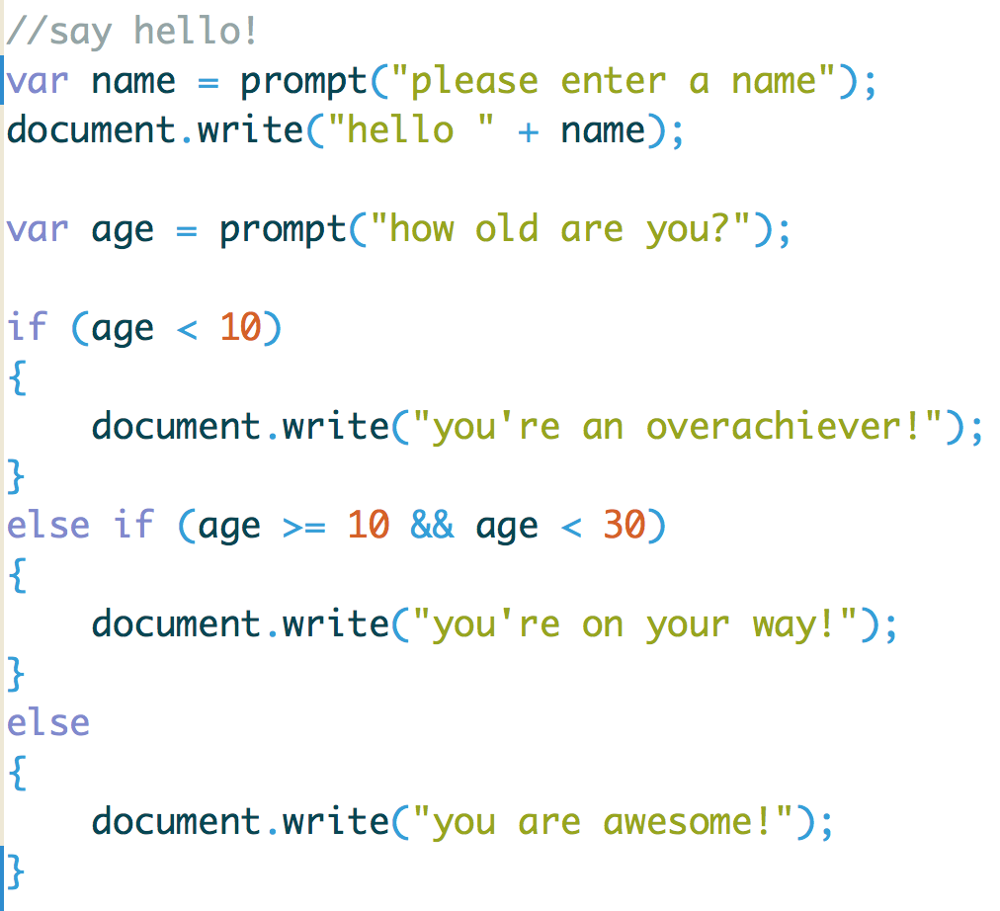 //say hello!
var name = prompt("please enter a name");
document.write("hello " + name);

var age = prompt("how old are you?");

if (age < 10)
{
    document.write("you're an overachiever!");
}
else if (age >= 10 && age < 30)
{
    document.write("you're on your way!");
}
else
{
    document.write("you are awesome!");
}